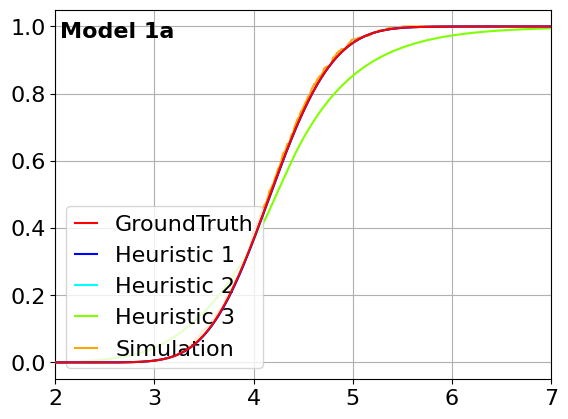 Model 1a
1.0
0.8
0.6
0.4
0.2
0.0
GroundTruth
Heuristic 1
Heuristic 2
Heuristic 3
Simulation
2 3 4 5 6 7